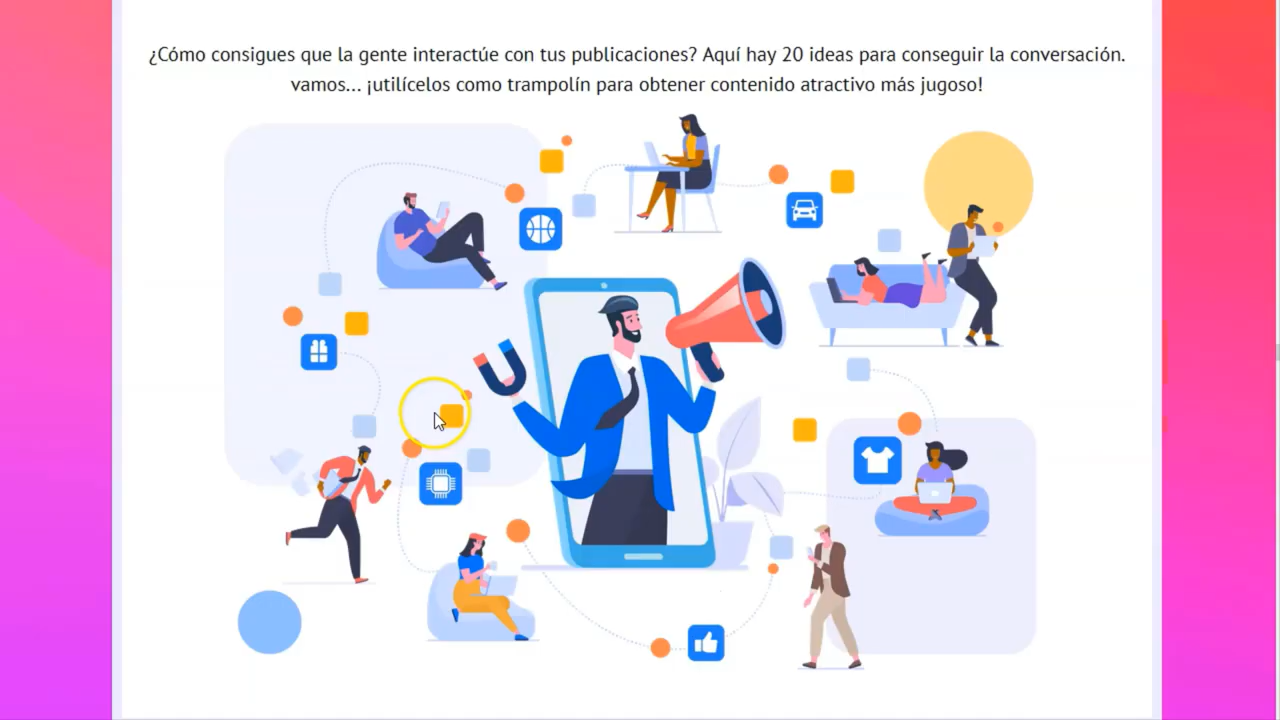 ¿Cómo consigues que la gente interactúe con tus publicaciones? Aquí hay 20 ideas para conseguir la conversación.
vamos... ¡utilícelos como trampolín para obtener contenido atractivo más jugoso!